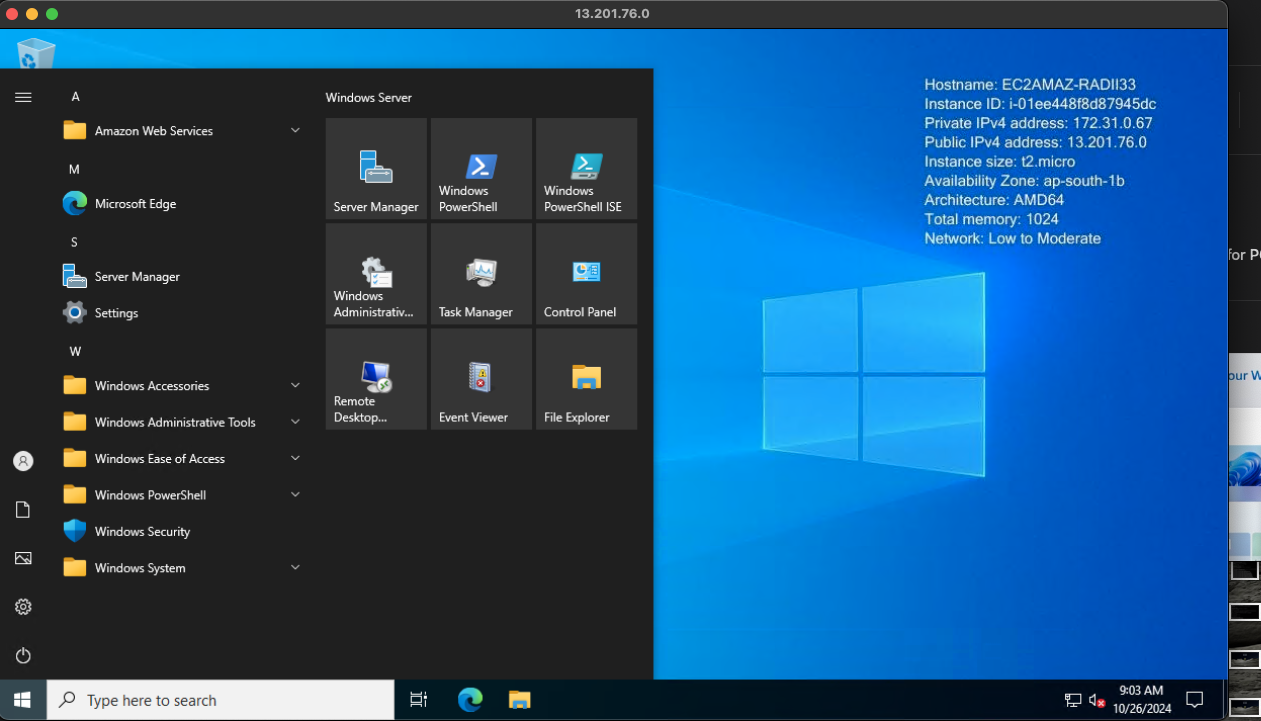 13.201.76.0
Hostname: EC2AMAZ-RADII33
Instance ID: i-01ee448f8d87945dc
Private IPv4 address: 172.31.0.67
Public IPv4 address: 13.201.76.0
Instance size: t2.micro
Availability Zone: ap-south-1b
Architecture: AMD64
Total memory: 1024
Network: Low to Moderate
A
Amazon Web Services
M
Microsoft Edge
S
Server Manager
Settings
W
Windows Accessories
Windows Administrative Tools
Windows Ease of Access
Windows PowerShell
Windows Security
Windows System
Windows Server
Server Manager
Windows
PowerShell
Windows
PowerShell ISE
Windows
Administrativ...
Task Manager
Control Panel
Remote
Desktop...
Event Viewer
File Explorer
Type here to search
9:03 AM
10/26/2024
for